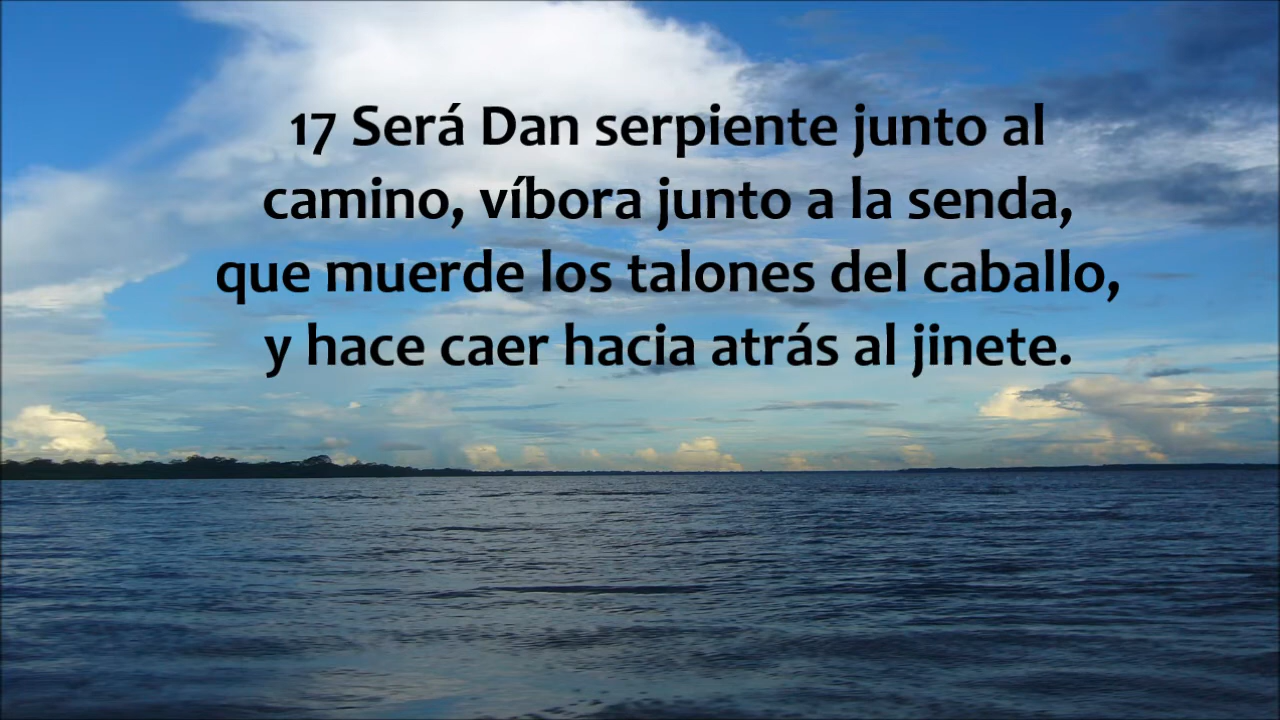 17 Será Dan serpiente junto al
camino, víbora junto a la senda,
que muerde los talones del caballo,
y hace caer hacia atrás al jinete.